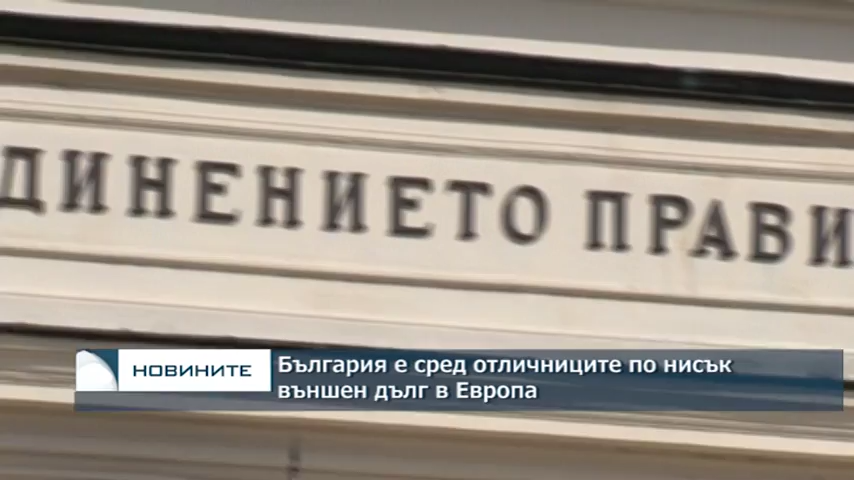 ДИНЕНИЕТО ПРАВИ
НОВИНИТЕ
България е сред отличниците по нисък
външен дълг в Европа